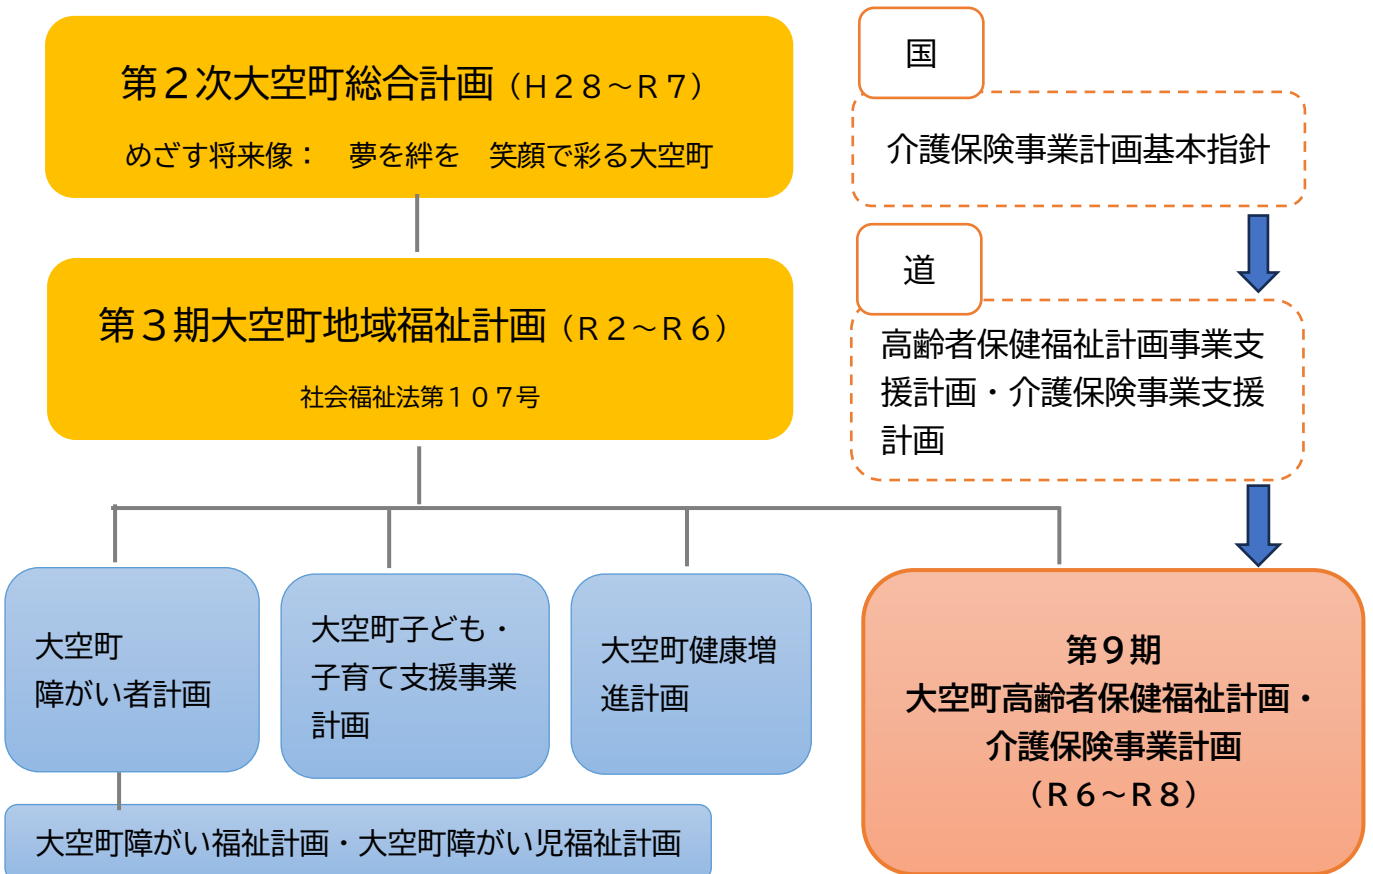 第２次大空町総合計画（Ｈ２８～Ｒ７）
めざす将来像：　夢を絆を　笑顔で彩る大空町
第３期大空町地域福祉計画（Ｒ２～Ｒ６）
社会福祉法第１０７号
国
介護保険事業計画基本指針
道
高齢者保健福祉計画事業支
援計画・介護保険事業支援
計画
大空町
障がい者計画
大空町子ども・
子育て支援事業
計画
大空町健康増
進計画
第９期
大空町高齢者保健福祉計画・
介護保険事業計画
（Ｒ６～Ｒ８）
大空町障がい福祉計画・大空町障がい児福祉計画